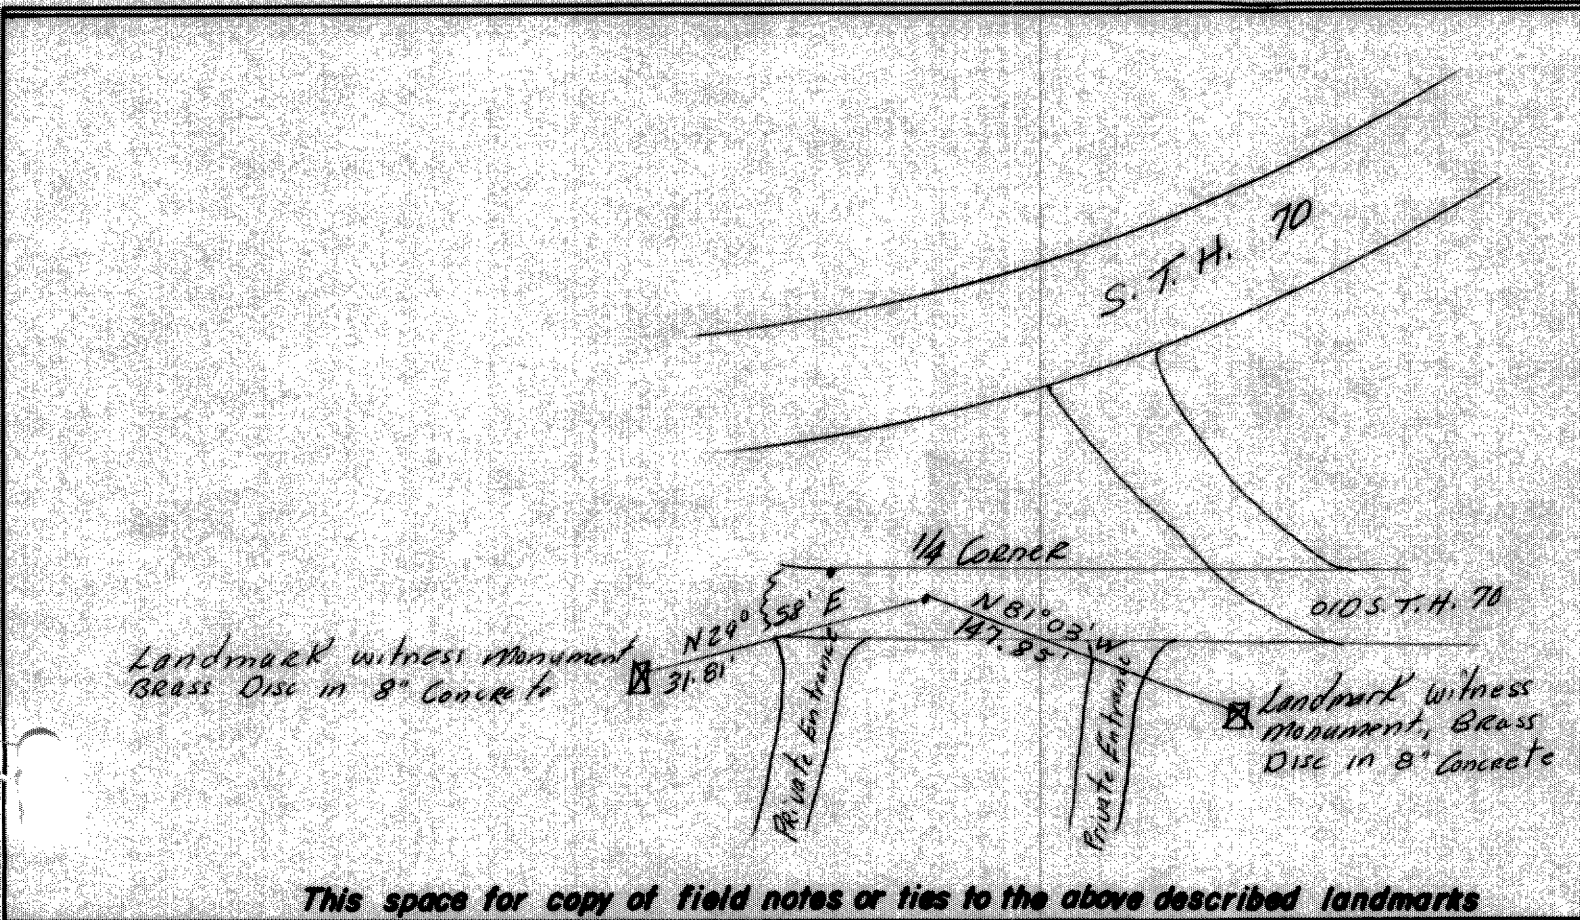 S. T. H. 70
1/4 CORNER
OlD S. T. H. 70
N 29° 58' E
31.81'
N 81° 03' W
147.85'
Landmark witness Monument
BRASS Disc in 8" Concrete
Landmark witness
Monument, BRASS
Disc in 8" Concrete
Private Entrance
Private Entrance
This space for copy of field notes or ties to the above described landmarks